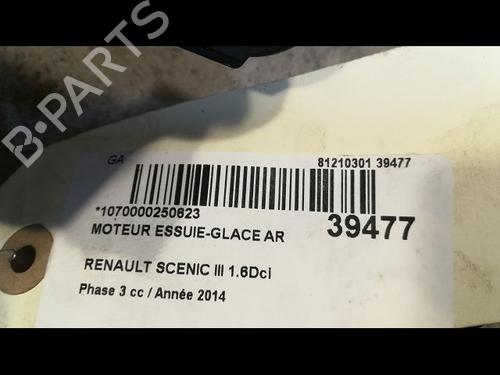 B-PARTS
GA
81210301 39477
*1070000250623
39477
MOTEUR ESSUIE-GLACE AR
RENAULT SCENIC III 1.6Dci
Phase 3 cc / Année 2014